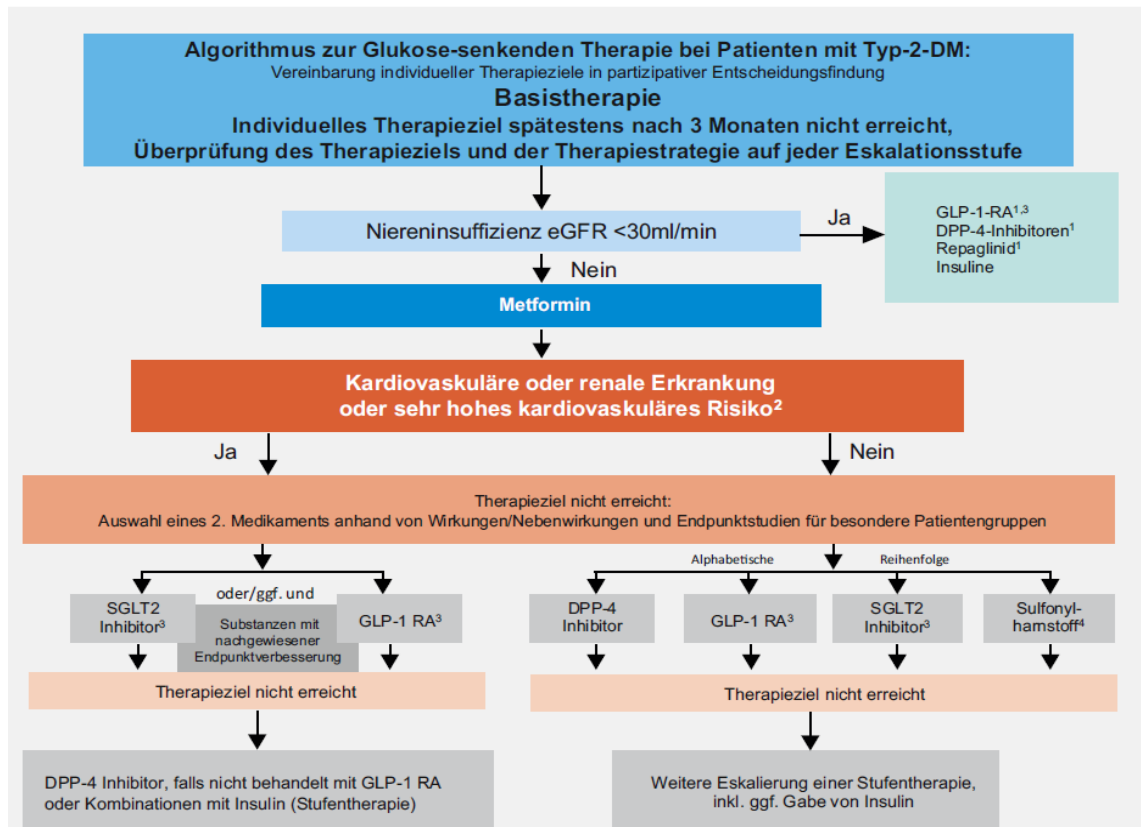 Algorithmus zur Glukose-senkenden Therapie bei Patienten mit Typ-2-DM:
Vereinbarung individueller Therapieziele in partizipativer Entscheidungsfindung
Basistherapie
Individuelles Therapieziel spätestens nach 3 Monaten nicht erreicht,
Überprüfung des Therapieziels und der Therapiestrategie auf jeder Eskalationsstufe
Niereninsuffizienz eGFR <30ml/min
Ja
GLP-1-RA¹,³
DPP-4-Inhibitoren¹
Repaglinid¹
Insuline
Nein
Metformin
Kardiovaskuläre oder renale Erkrankung
oder sehr hohes kardiovaskuläres Risiko²
Ja
Nein
Therapieziel nicht erreicht:
Auswahl eines 2. Medikaments anhand von Wirkungen/Nebenwirkungen und Endpunktstudien für besondere Patientengruppen
SGLT2
Inhibitor³
oder/ggf. und
Substanzen mit
nachgewiesener
Endpunktverbesserung
GLP-1 RA³
Alphabetische Reihenfolge
DPP-4
Inhibitor
GLP-1 RA³
SGLT2
Inhibitor³
Sulfonyl-
harnstoff⁴
Therapieziel nicht erreicht
Therapieziel nicht erreicht
DPP-4 Inhibitor, falls nicht behandelt mit GLP-1 RA
oder Kombinationen mit Insulin (Stufentherapie)
Weitere Eskalierung einer Stufentherapie,
inkl. ggf. Gabe von Insulin